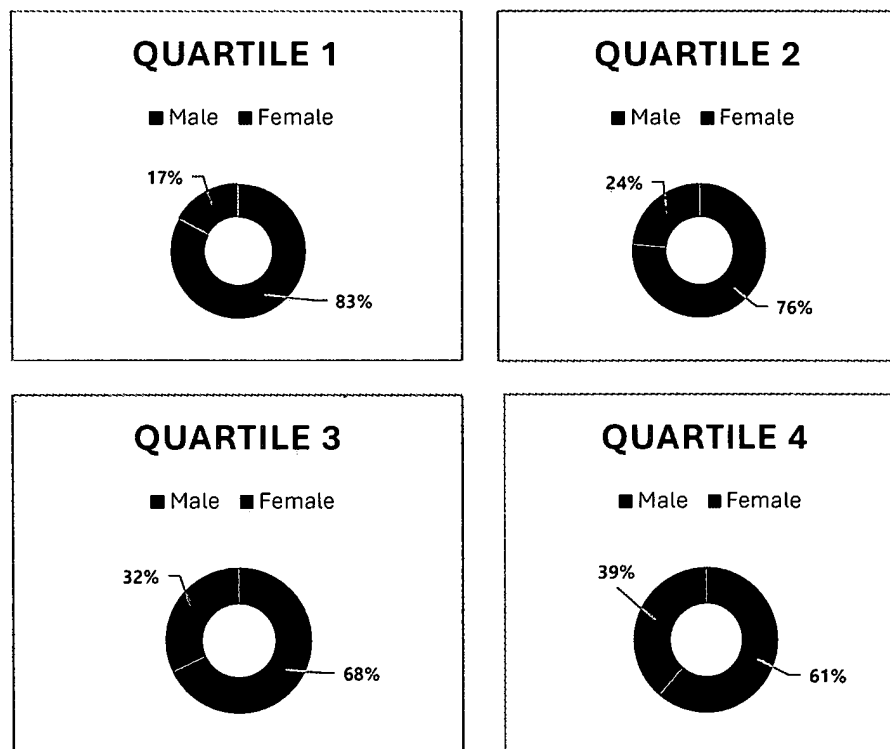 QUARTILE 1
■ Male ■ Female
17%
83%
QUARTILE 2
■ Male ■ Female
24%
76%
QUARTILE 3
■ Male ■ Female
32%
68%
QUARTILE 4
■ Male ■ Female
39%
61%